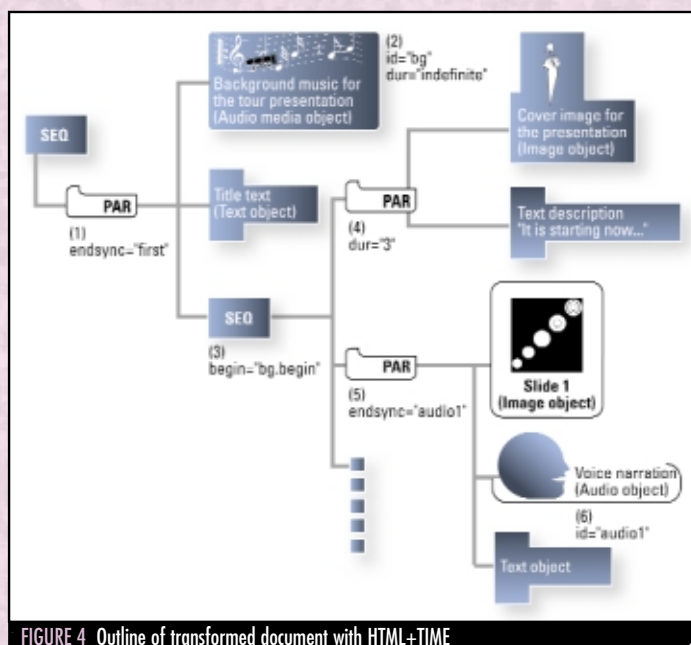 SEQ
PAR
(1)
endsync="first"
Background music for
the tour presentation
(Audio media object)
(2)
id="bg"
dur="indefinite"
Title text
(Text object)
SEQ
(3)
begin="bg.begin"
PAR
(4)
dur="3"
Cover image for
the presentation
(Image object)
Text description
"It is starting now..."
PAR
(5)
endsync="audio1"
Slide 1
(Image object)
Voice narration
(Audio object)
(6)
id="audio1"
Text object
FIGURE 4 Outline of transformed document with HTML+TIME